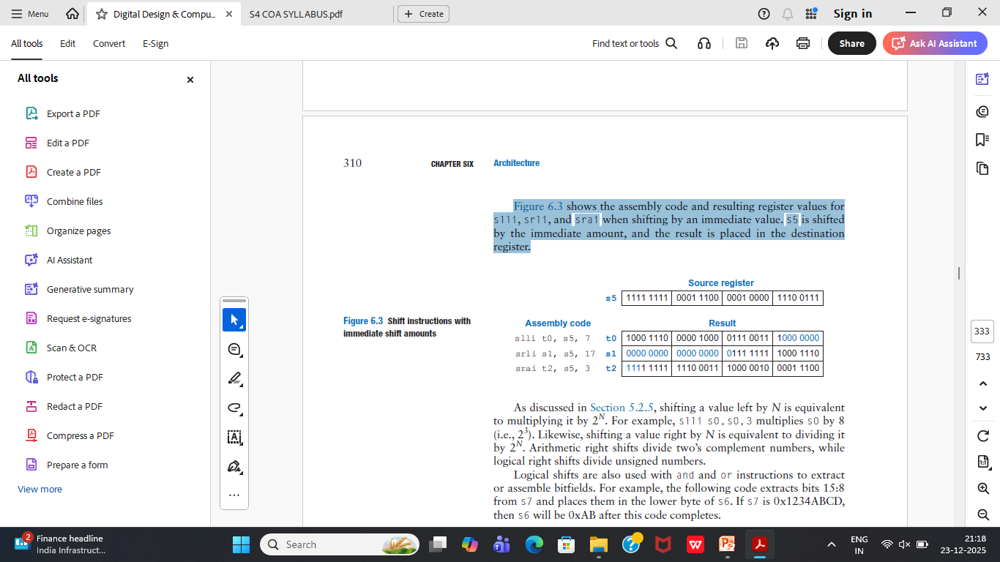 Menu
Digital Design & Compu...
S4 COA SYLLABUS.pdf
Create
Sign in
All tools
Edit
Convert
E-Sign
Find text or tools
Share
Ask AI Assistant
All tools
Export a PDF
Edit a PDF
Create a PDF
Combine files
Organize pages
AI Assistant
Generative summary
Request e-signatures
Scan & OCR
Protect a PDF
Redact a PDF
Compress a PDF
Prepare a form
View more
310 CHAPTER SIX Architecture
Figure 6.3 shows the assembly code and resulting register values for
slli, srli, and srai when shifting by an immediate value. s5 is shifted
by the immediate amount, and the result is placed in the destination
register.
Source register
s5 1111 1111 0001 1100 0001 0000 1110 0111
Figure 6.3 Shift instructions with
immediate shift amounts
Assembly code Result
slli t0, s5, 7 t0 1000 1110 0000 1000 0111 0011 1000 0000
srli s1, s5, 17 s1 0000 0000 0000 0000 0111 1111 1000 1110
srai t2, s5, 3 t2 1111 1111 1110 0011 1000 0010 0001 1100
As discussed in Section 5.2.5, shifting a value left by N is equivalent
to multiplying it by 2ᴺ. For example, slli s0,s0,3 multiplies s0 by 8
(i.e., 2³). Likewise, shifting a value right by N is equivalent to dividing it
by 2ᴺ. Arithmetic right shifts divide two's complement numbers, while
logical right shifts divide unsigned numbers.
Logical shifts are also used with and and or instructions to extract
or assemble bitfields. For example, the following code extracts bits 15:8
from s7 and places them in the lower byte of s6. If s7 is 0x1234ABCD,
then s6 will be 0xAB after this code completes.
333
733
1:1
2
Finance headline
India Infrastruct...
Search
ENG
IN
21:18
23-12-2025